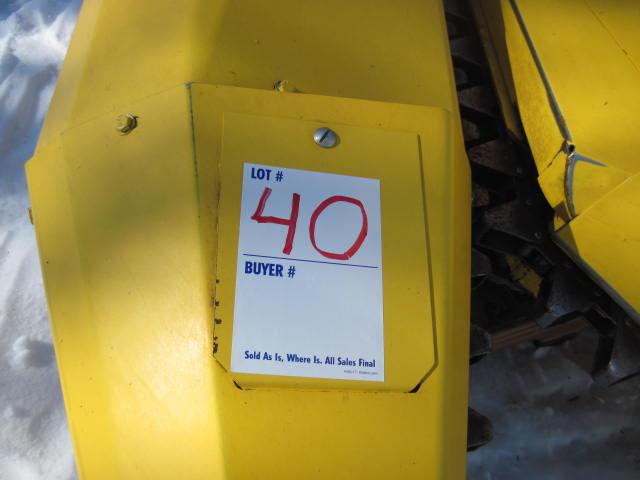 LOT #
40
BUYER #
Sold As Is, Where Is. All Sales Final